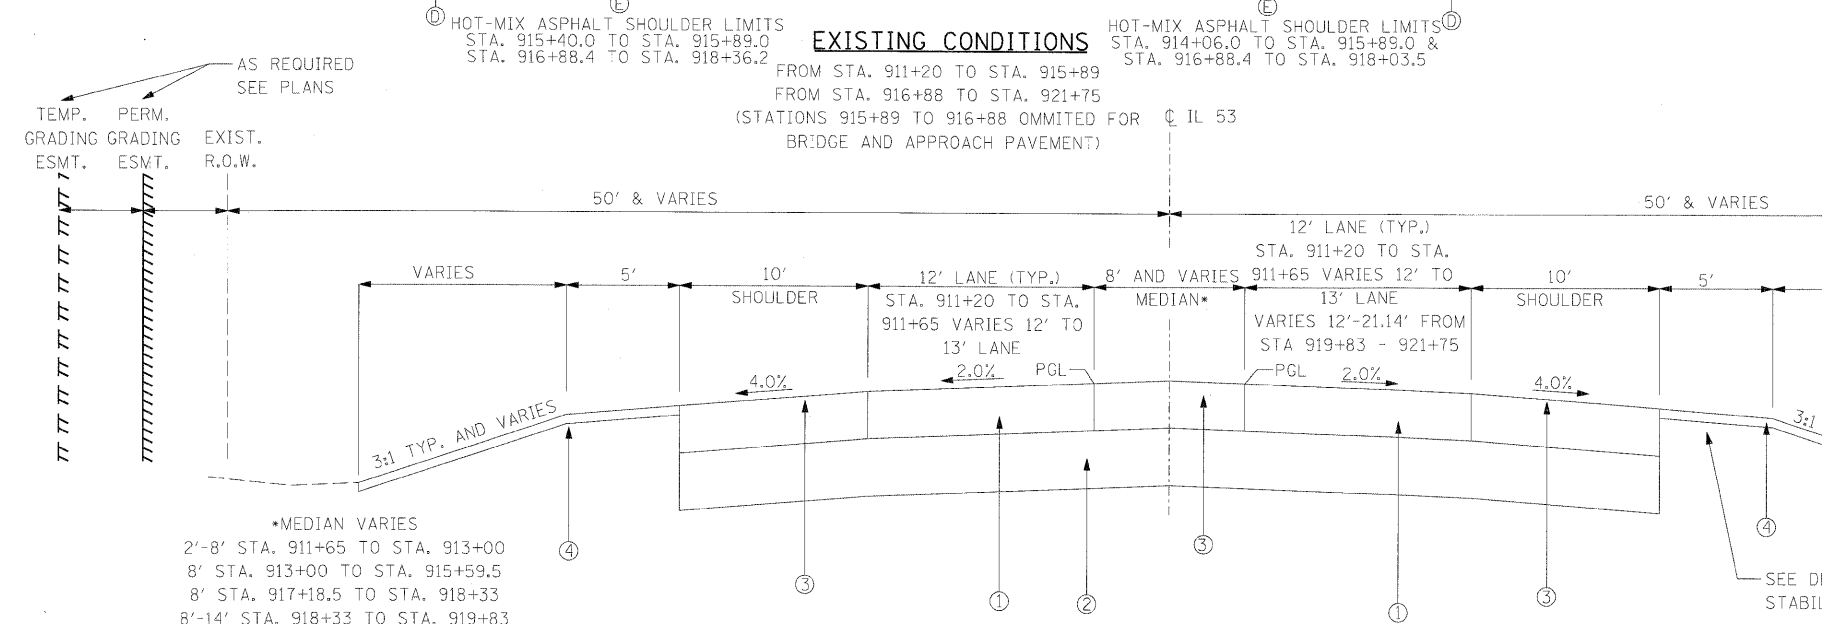 D
E
HOT-MIX ASPHALT SHOULDER LIMITS
STA. 915+40.0 TO STA. 915+89.0
STA. 916+88.4 TO STA. 918+36.2
E
D
HOT-MIX ASPHALT SHOULDER LIMITS
STA. 914+06.0 TO STA. 915+89.0 &
STA. 916+88.4 TO STA. 918+03.5
EXISTING CONDITIONS
FROM STA. 911+20 TO STA. 915+89
FROM STA. 916+88 TO STA. 921+75
(STATIONS 915+89 TO 916+88 OMMITED FOR
BRIDGE AND APPROACH PAVEMENT)
℄ IL 53
AS REQUIRED
SEE PLANS
TEMP.
GRADING
ESMT.
PERM.
GRADING
ESMT.
EXIST.
R.O.W.
50' & VARIES
50' & VARIES
VARIES
5'
10'
SHOULDER
12' LANE (TYP.)
STA. 911+20 TO STA.
911+65 VARIES 12' TO
13' LANE
8' AND VARIES
MEDIAN*
12' LANE (TYP.)
STA. 911+20 TO STA.
911+65 VARIES 12' TO
13' LANE
VARIES 12'-21.14' FROM
STA 919+83 - 921+75
10'
SHOULDER
5'
4.0%
2.0%
PGL
PGL
2.0%
4.0%
3:1 TYP. AND VARIES
3:1
4
3
1
2
3
1
3
4
SEE
STABIL
*MEDIAN VARIES
2'-8' STA. 911+65 TO STA. 913+00
8' STA. 913+00 TO STA. 915+59.5
8' STA. 917+18.5 TO STA. 918+33
8'-14' STA. 918+33 TO STA. 919+83